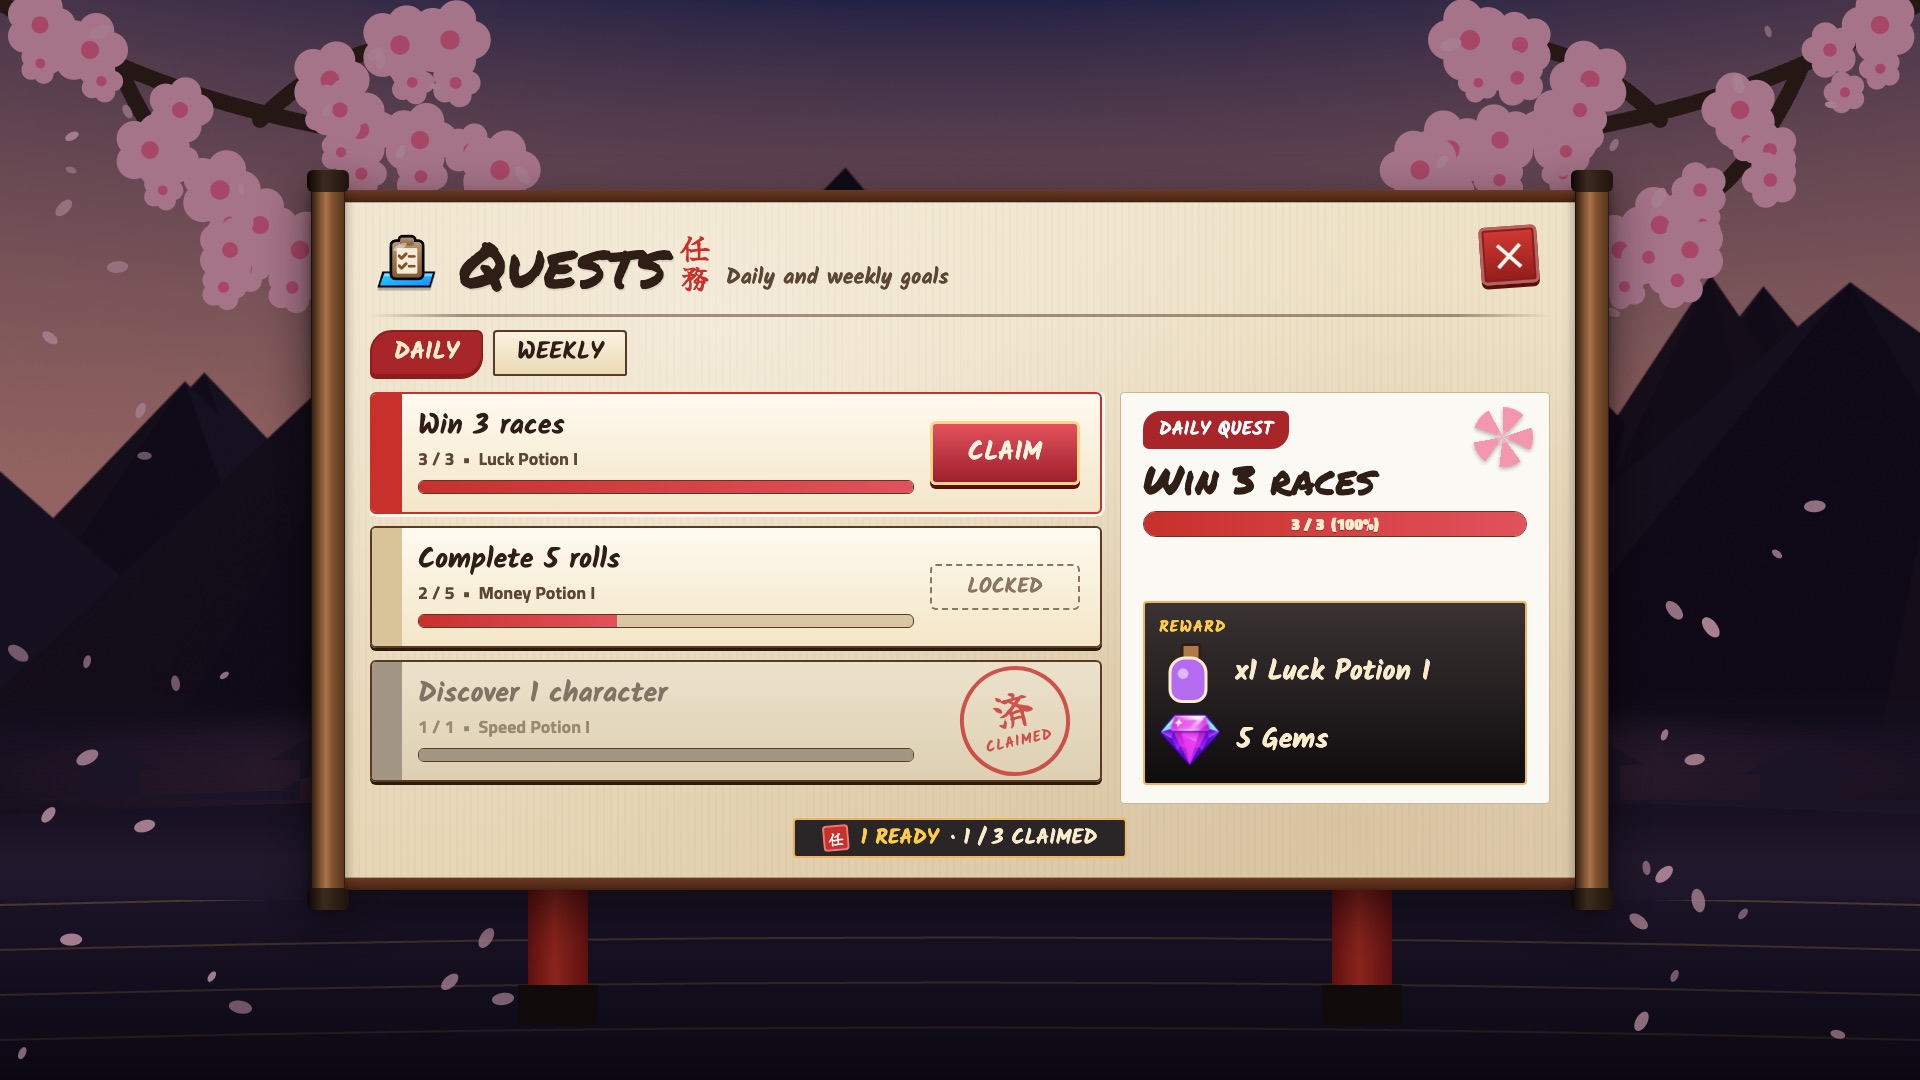 Quests
任務
Daily and weekly goals
DAILY
WEEKLY
Win 3 races
3 / 3 ▪ Luck Potion I
CLAIM
Complete 5 rolls
2 / 5 ▪ Money Potion I
LOCKED
Discover 1 character
1 / 1 ▪ Speed Potion I
済
CLAIMED
DAILY QUEST
Win 3 races
3 / 3 (100%)
REWARD
x1 Luck Potion I
5 Gems
任 1 READY · 1 / 3 CLAIMED